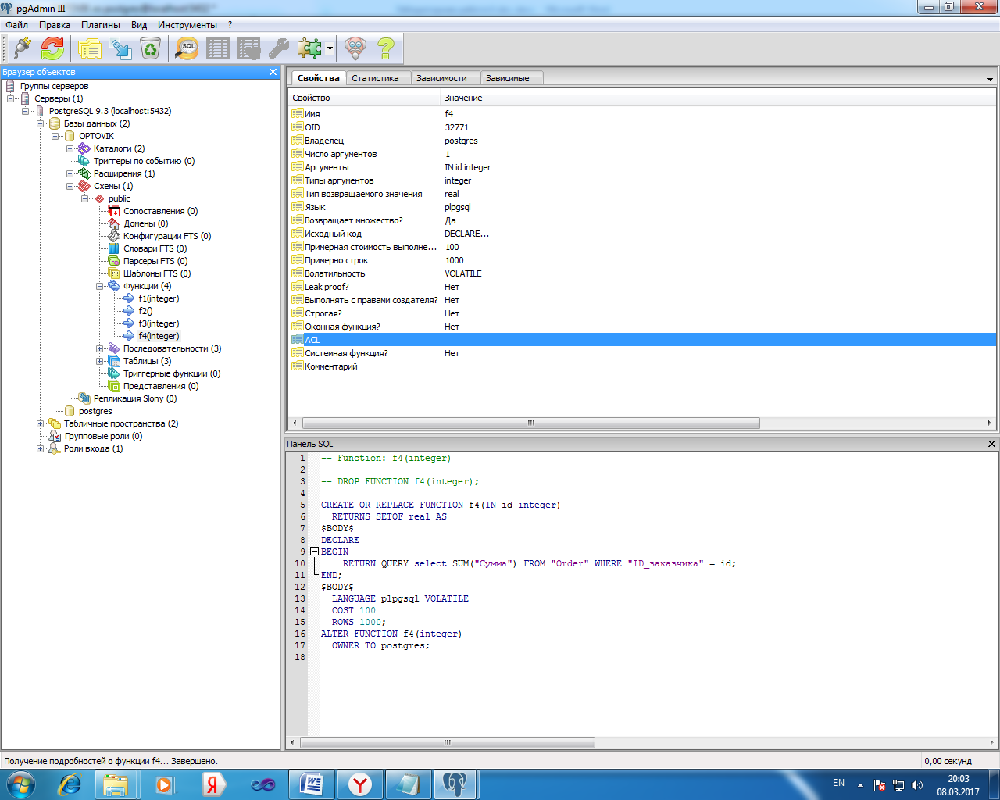 pgAdmin III
Файл Правка Плагины Вид Инструменты ?
SQL
Браузер объектов
Группы серверов
Серверы (1)
PostgreSQL 9.3 (localhost:5432)
Базы данных (2)
OPTOVIK
Каталоги (2)
Триггеры по событию (0)
Расширения (1)
Схемы (1)
public
Сопоставления (0)
Домены (0)
Конфигурации FTS (0)
Словари FTS (0)
Парсеры FTS (0)
Шаблоны FTS (0)
Функции (4)
f1(integer)
f2()
f3(integer)
f4(integer)
Последовательности (3)
Таблицы (3)
Триггерные функции (0)
Представления (0)
Репликация Slony (0)
postgres
Табличные пространства (2)
Групповые роли (0)
Роли входа (1)
Свойства Статистика Зависимости Зависимые
Свойство Значение
Имя f4
OID 32771
Владелец postgres
Число аргументов 1
Аргументы IN id integer
Типы аргументов integer
Тип возвращаемого значения real
Язык plpgsql
Возвращает множество? Да
Исходный код DECLARE...
Примерная стоимость выполне... 100
Примерно строк 1000
Волатильность VOLATILE
Leak proof? Нет
Выполнять с правами создателя? Нет
Строгая? Нет
Оконная функция? Нет
ACL
Системная функция? Нет
Комментарий
Панель SQL
1 -- Function: f4(integer)
2
3 -- DROP FUNCTION f4(integer);
4
5 CREATE OR REPLACE FUNCTION f4(IN id integer)
6 RETURNS SETOF real AS
7 $BODY$
8 DECLARE
9 BEGIN
10 RETURN QUERY select SUM("Сумма") FROM "Order" WHERE "ID_заказчика" = id;
11 END;
12 $BODY$
13 LANGUAGE plpgsql VOLATILE
14 COST 100
15 ROWS 1000;
16 ALTER FUNCTION f4(integer)
17 OWNER TO postgres;
18
Получение подробностей о функции f4... Завершено.
0,00 секунд
EN
20:03
08.03.2017